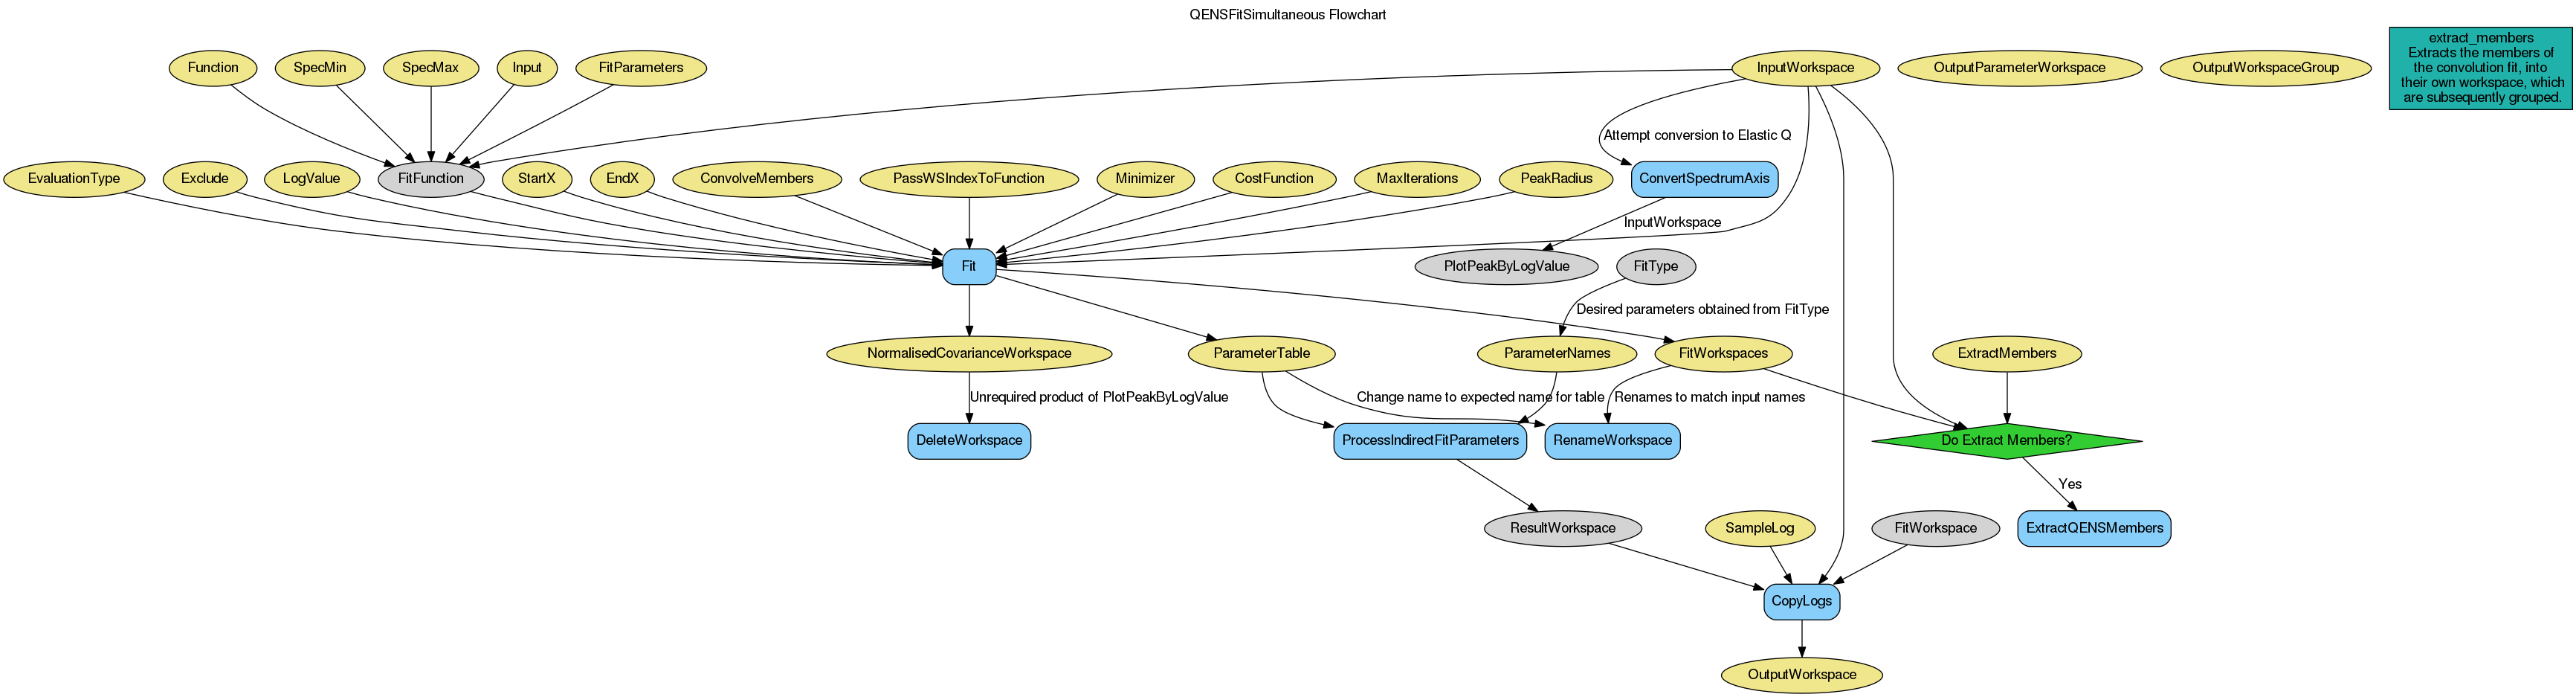 QENSFitSimultaneous Flowchart
extract_members
Extracts the members of
the convolution fit, into
their own workspace, which
are subsequently grouped.
Function
SpecMin
SpecMax
Input
FitParameters
InputWorkspace
OutputParameterWorkspace
OutputWorkspaceGroup
Attempt conversion to Elastic Q
EvaluationType
Exclude
LogValue
FitFunction
StartX
EndX
ConvolveMembers
PassWSIndexToFunction
Minimizer
CostFunction
MaxIterations
PeakRadius
ConvertSpectrumAxis
InputWorkspace
Fit
PlotPeakByLogValue
FitType
Desired parameters obtained from FitType
NormalisedCovarianceWorkspace
ParameterTable
ParameterNames
FitWorkspaces
ExtractMembers
Unrequired product of PlotPeakByLogValue
Change name to expected name for table
Renames to match input names
DeleteWorkspace
ProcessIndirectFitParameters
RenameWorkspace
Do Extract Members?
Yes
ResultWorkspace
SampleLog
FitWorkspace
ExtractQENSMembers
CopyLogs
OutputWorkspace